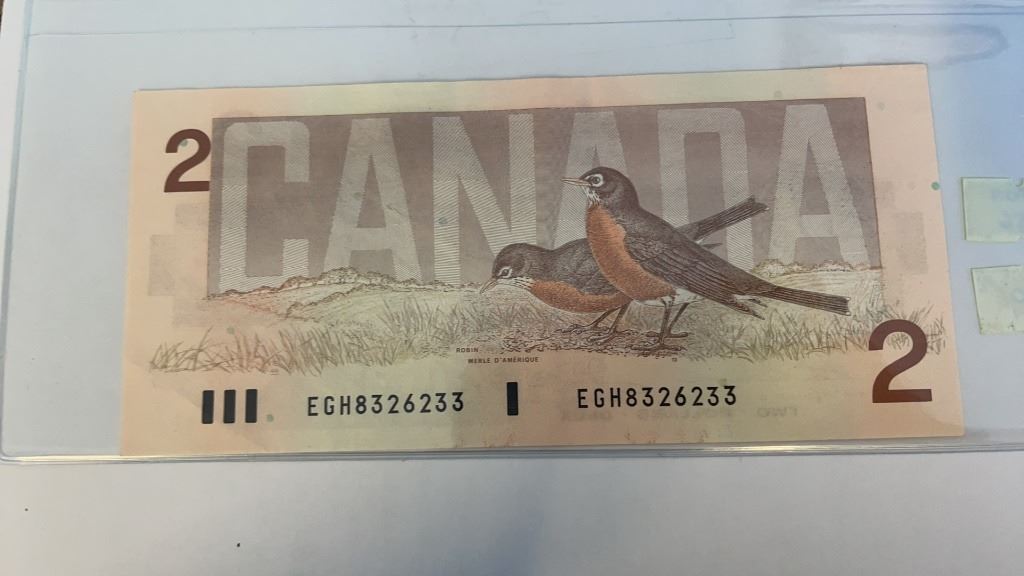 CANADA
2
ROBIN
MERLE D'AMÉRIQUE
2
EGH8326233 EGH8326233